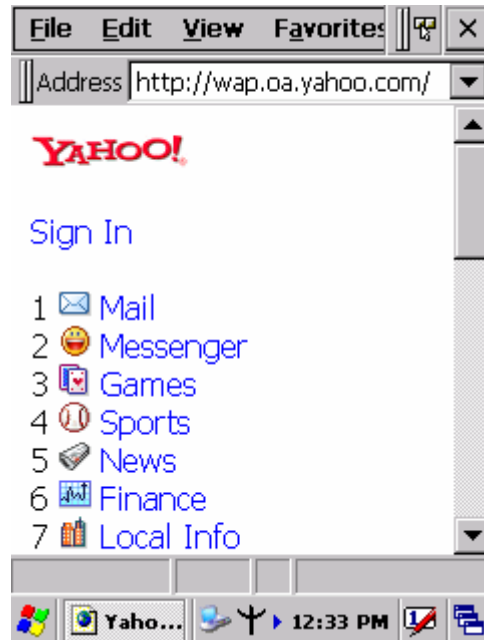 File Edit View Favorites
Address http://wap.oa.yahoo.com/
YAHOO!
Sign In
1 Mail
2 Messenger
3 Games
4 Sports
5 News
6 Finance
7 Local Info
Yaho... 12:33 PM